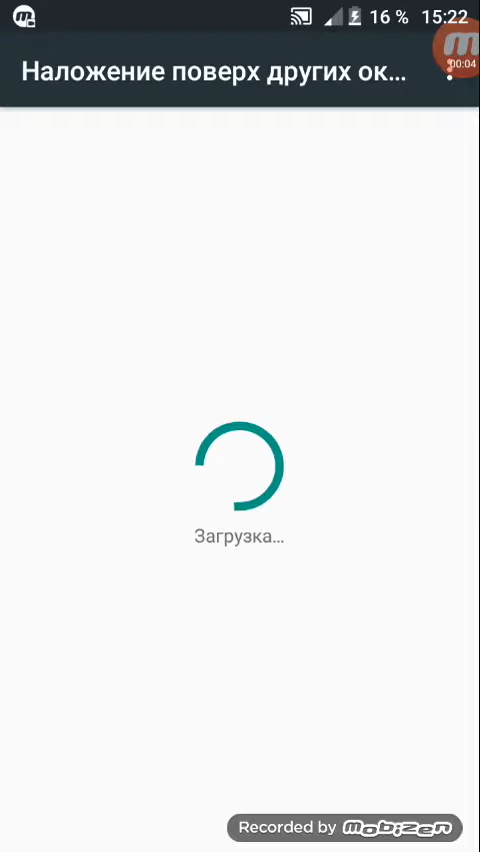 16 % 15:22
Наложение поверх других ок...
00:04
Загрузка...
Recorded by Mobizen